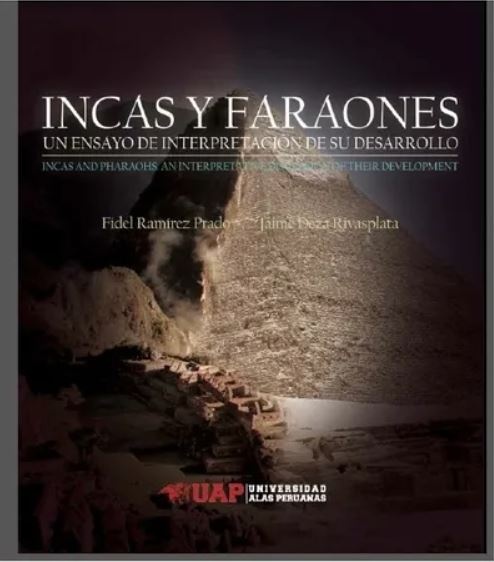 INCAS Y FARAONES
UN ENSAYO DE INTERPRETACIÓN DE SU DESARROLLO
INCAS AND PHARAOHS: AN OF THEIR DEVELOPMENT
Fidel Ramírez Prado Jaime Deza Rivasplata
UAP UNIVERSIDAD
ALAS PERUANAS